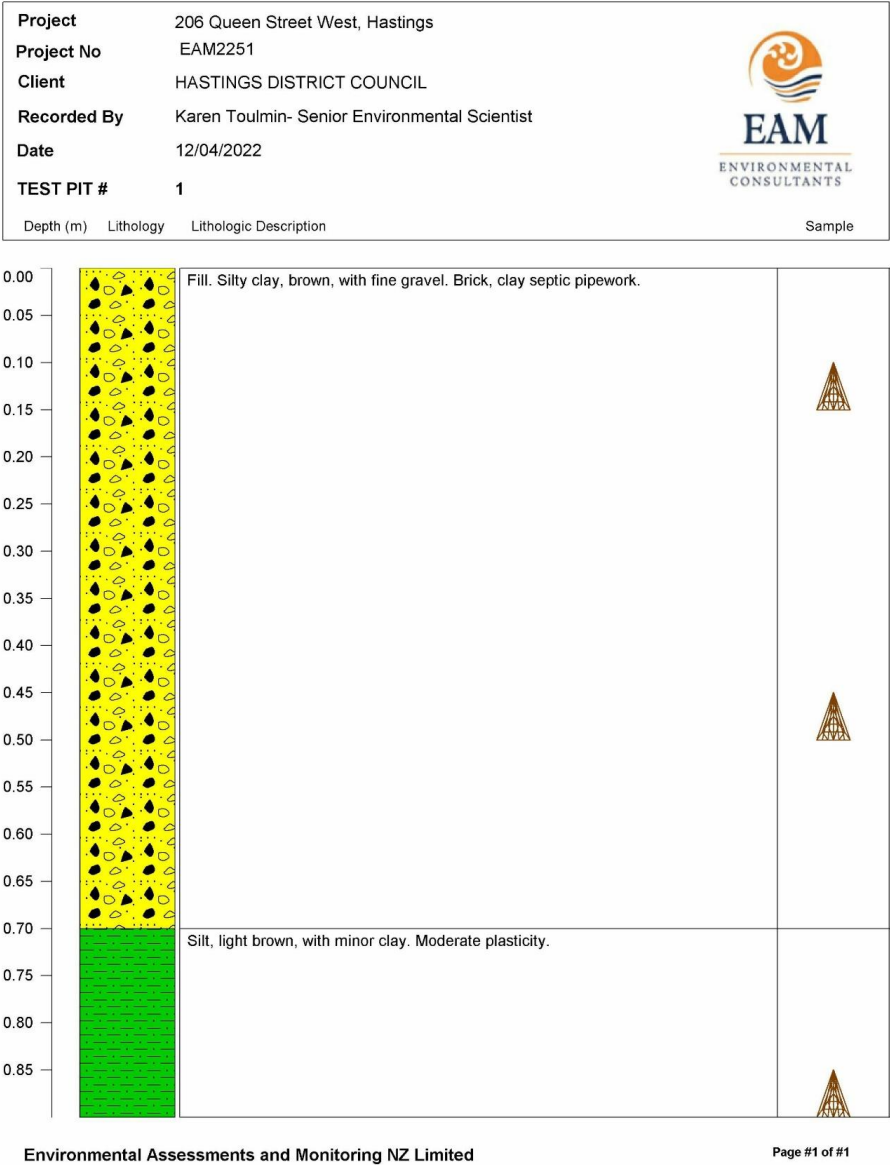 Project 206 Queen Street West, Hastings
Project No EAM2251
Client HASTINGS DISTRICT COUNCIL
Recorded By Karen Toulmin- Senior Environmental Scientist
Date 12/04/2022
TEST PIT # 1
EAM
ENVIRONMENTAL
CONSULTANTS
Depth (m) Lithology Lithologic Description Sample
0.00 Fill. Silty clay, brown, with fine gravel. Brick, clay septic pipework.
0.05
0.10
0.15
0.20
0.25
0.30
0.35
0.40
0.45
0.50
0.55
0.60
0.65
0.70
Silt, light brown, with minor clay. Moderate plasticity.
0.75
0.80
0.85
Environmental Assessments and Monitoring NZ Limited Page #1 of #1